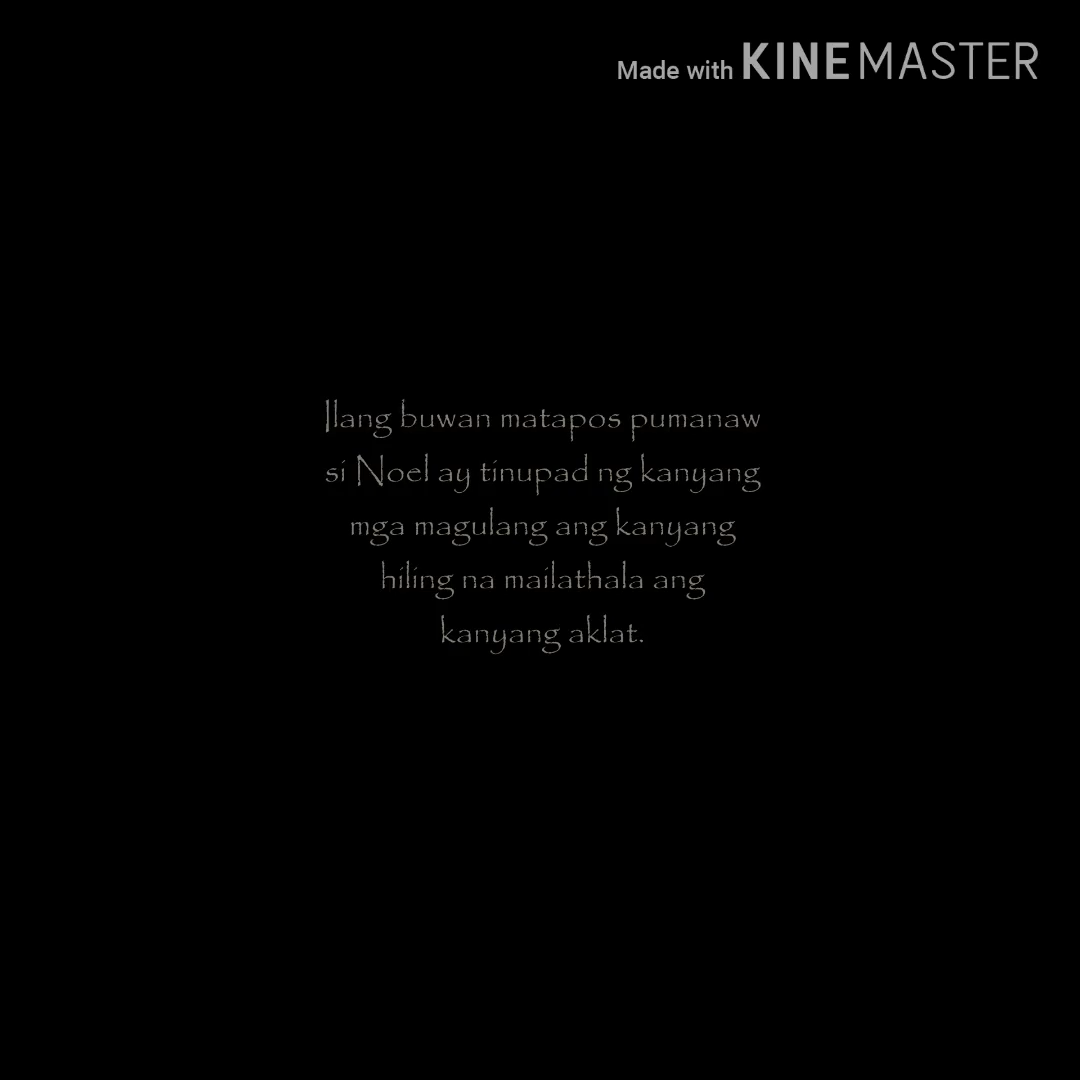 Made with KINEMASTER
Ilang buwan matapos pumanaw
si Noel ay tinupad ng kanyang
mga magulang ang kanyang
hiling na mailathala ang
kanyang aklat.